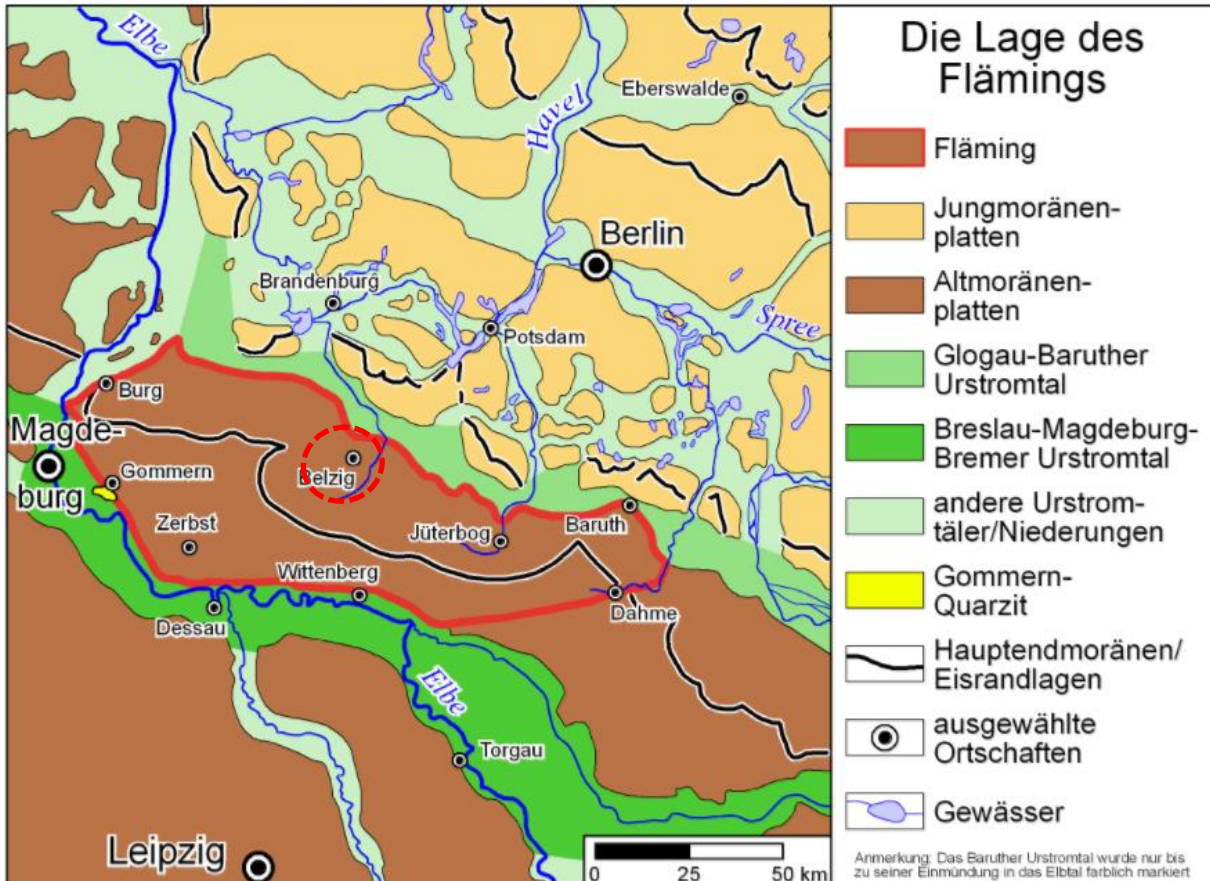 Elbe
Eberswalde
Havel
Berlin
Brandenburg
Spree
Potsdam
Burg
Magde-
burg
Belzig
Gommern
Baruth
Zerbst
Jüterbog
Wittenberg
Dahme
Dessau
Elbe
Torgau
Leipzig
0 25 50 km
Die Lage des
Flämings
Fläming
Jungmoränen-
platten
Altmoränen-
platten
Glogau-Baruther
Urstromtal
Breslau-Magdeburg-
Bremer Urstromtal
andere Urstrom-
täler/Niederungen
Gommern-
Quarzit
Hauptendmoränen/
Eisrandlagen
ausgewählte
Ortschaften
Gewässer
Anmerkung: Das Baruther Urstromtal wurde nur bis
zu seiner Einmündung in das Elbtal farblich markiert